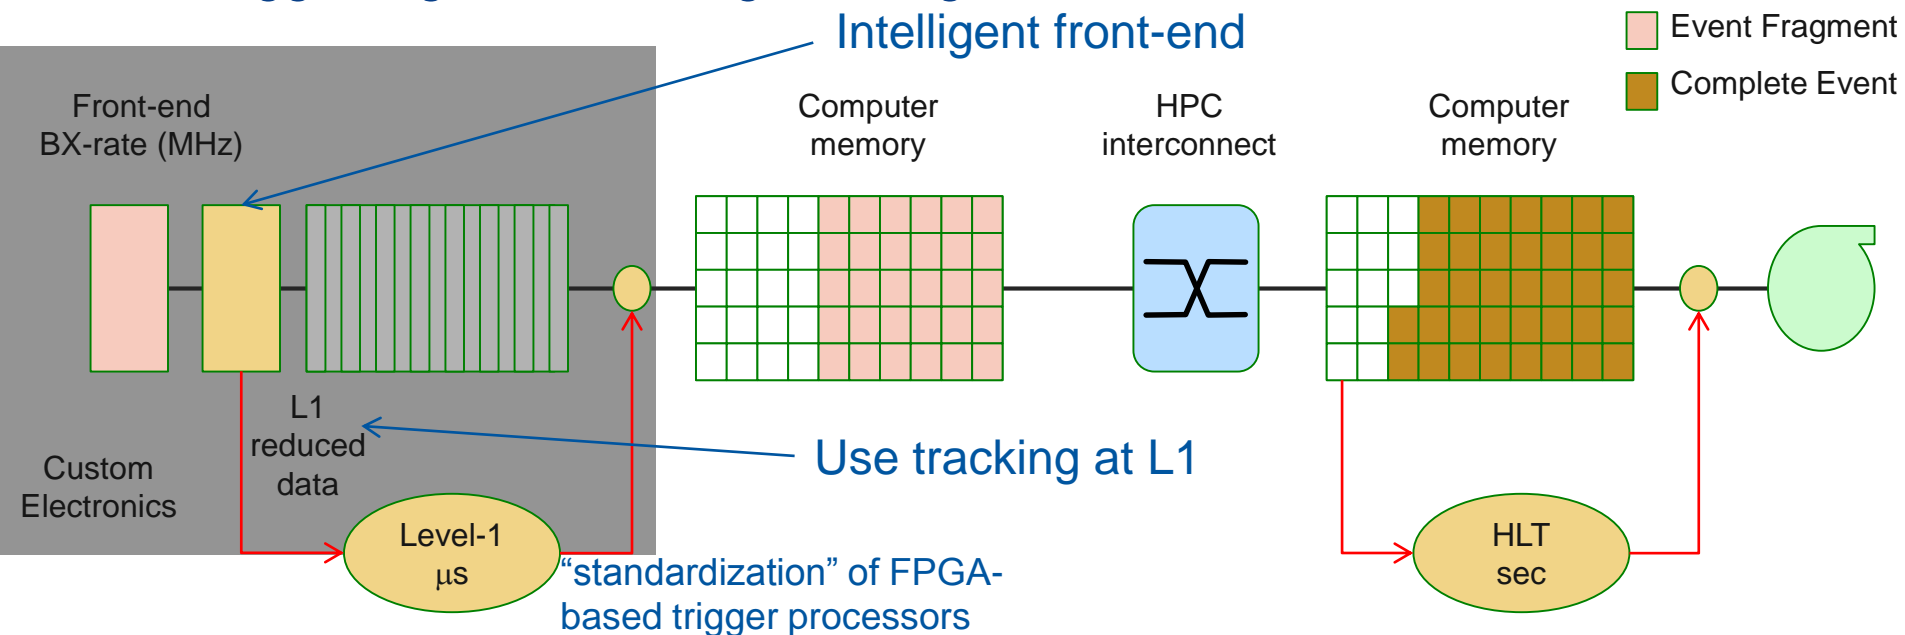 Intelligent front-end
Event Fragment
Complete Event
Front-end
BX-rate (MHz)
Computer
memory
HPC
interconnect
Computer
memory
L1
reduced
data
Use tracking at L1
Custom
Electronics
Level-1
μs
“standardization” of FPGA-
based trigger processors
HLT
sec